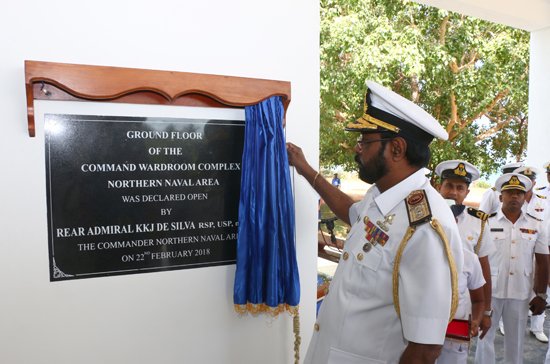 GROUND FLOOR
OF THE
COMMAND WARDROOM COMPLEX
NORTHERN NAVAL AREA
WAS DECLARED OPEN
BY
REAR ADMIRAL KKJ DE SILVA RSP, USP,
THE COMMANDER NORTHERN NAVAL
ON 22ND FEBRUARY 2018